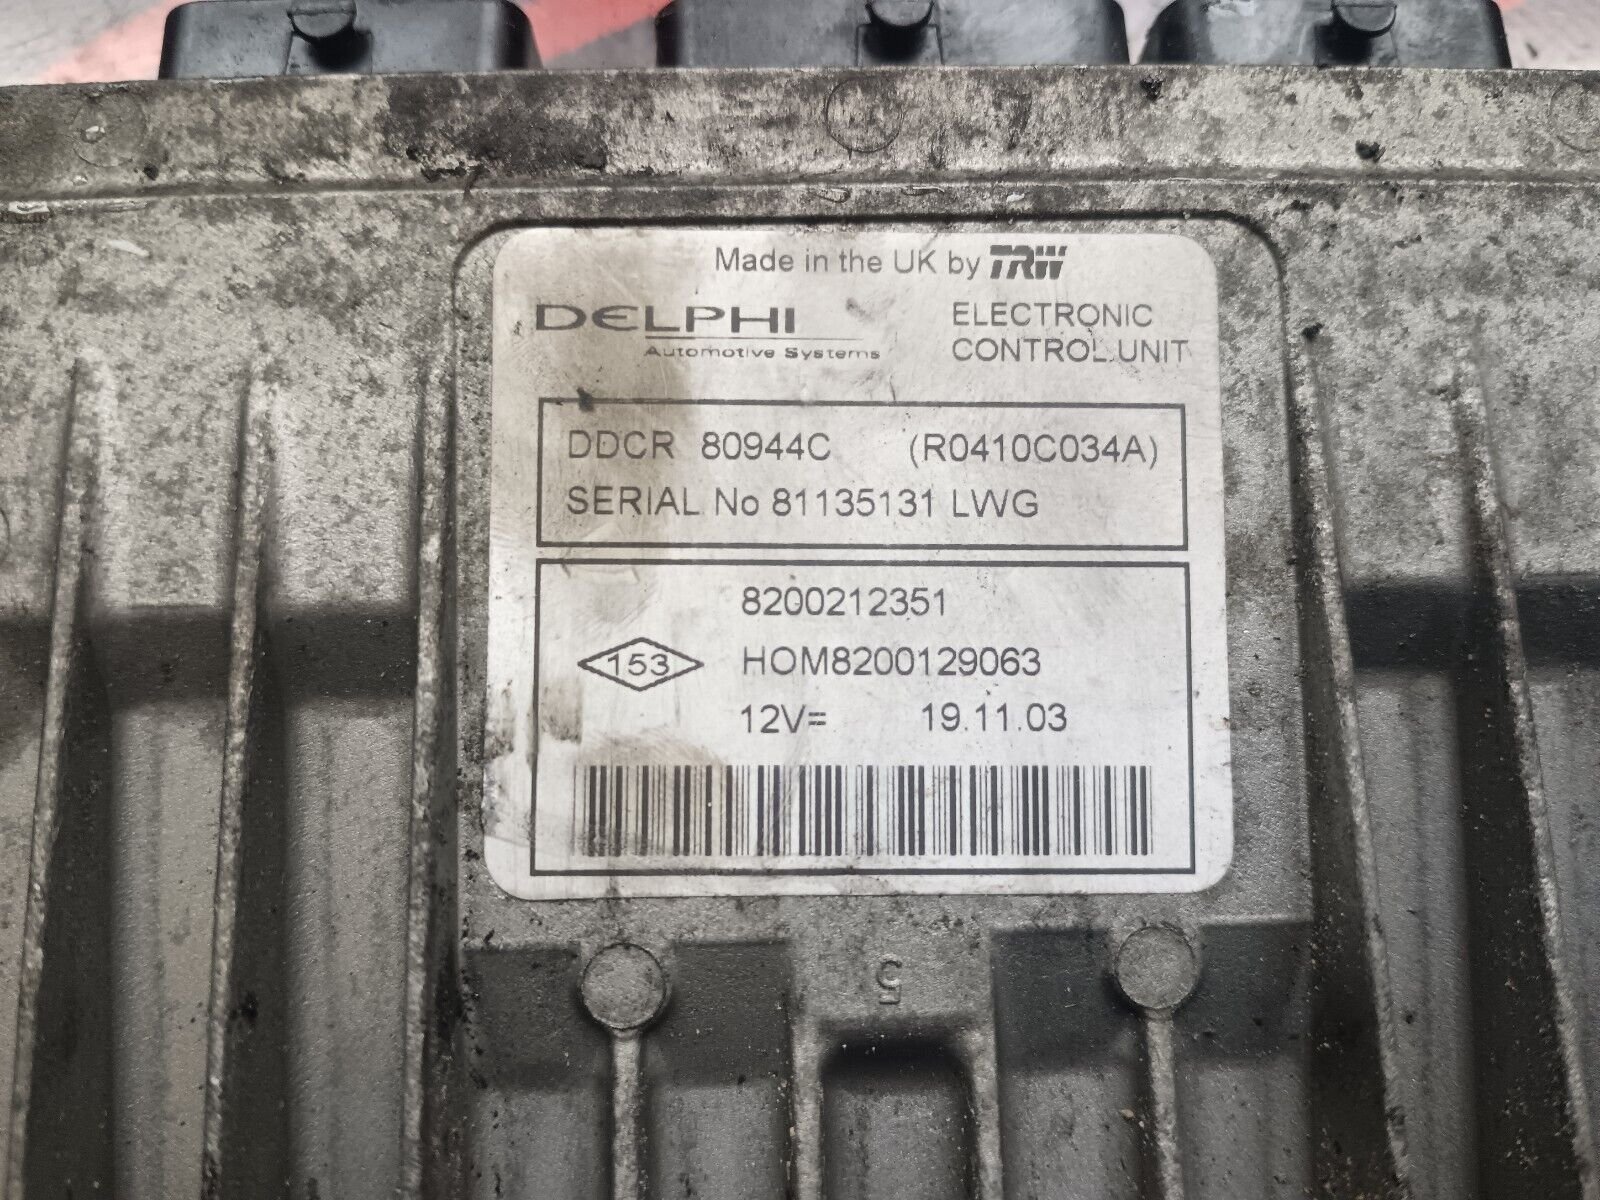 Made in the UK by TRW
DELPHI
Automotive Systems
ELECTRONIC
CONTROL UNIT
DDCR 80944C (R0410C034A)
SERIAL No 81135131 LWG
8200212351
153 HOM8200129063
12V= 19.11.03
5